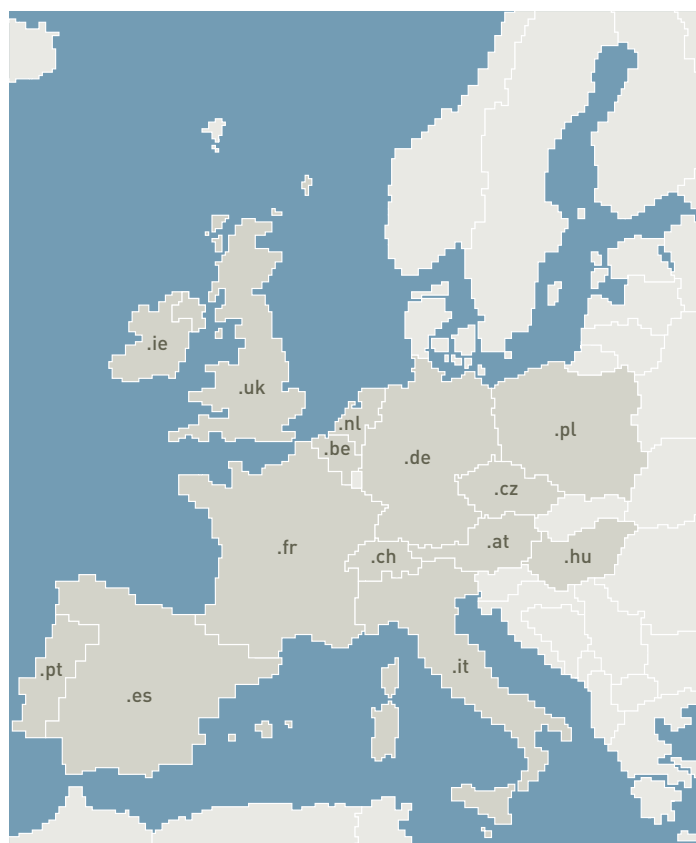 .ie
.uk
.nl
.pl
.be
.de
.cz
.fr
.at
.ch
.hu
.it
.pt
.es